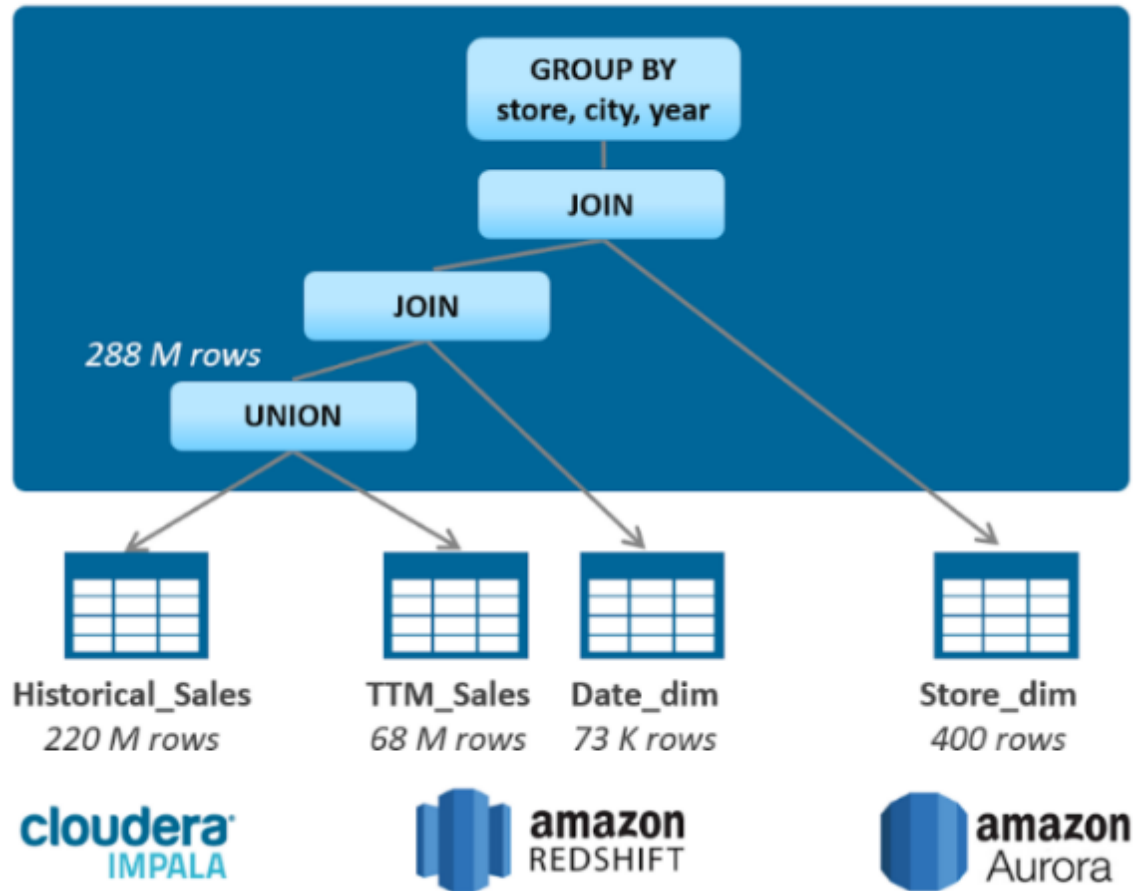 GROUP BY
store, city, year
JOIN
JOIN
288 M rows
UNION
Historical_Sales
220 M rows
TTM_Sales
68 M rows
Date_dim
73 K rows
Store_dim
400 rows
cloudera
IMPALA
amazon
REDSHIFT
amazon
Aurora